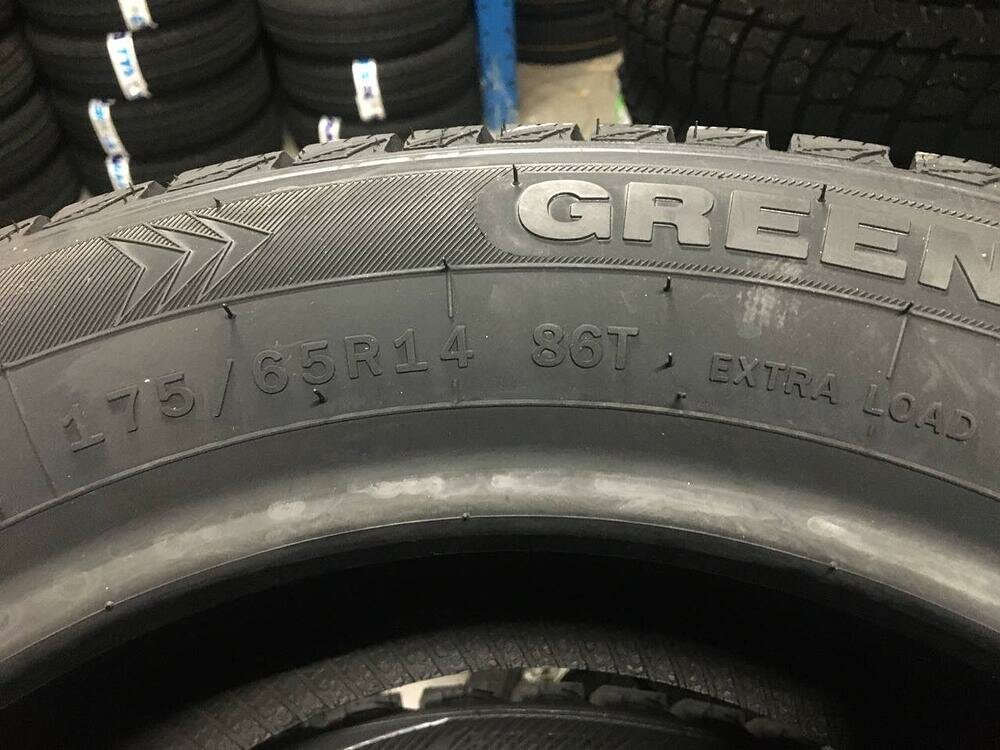 GREEN
175/65R14 86T EXTRA LOAD